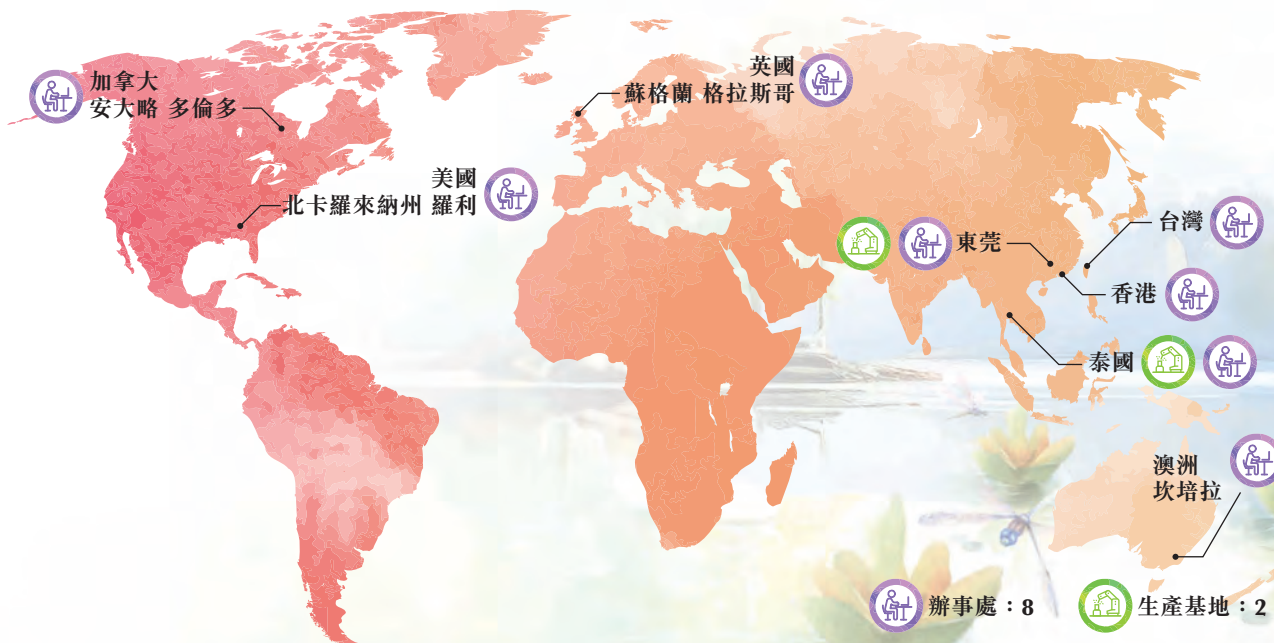 加拿大
安大略 多倫多
英國
蘇格蘭 格拉斯哥
美國
北卡羅來納州 羅利
台灣
東莞
香港
泰國
澳洲
坎培拉
辦事處：8
生產基地：2